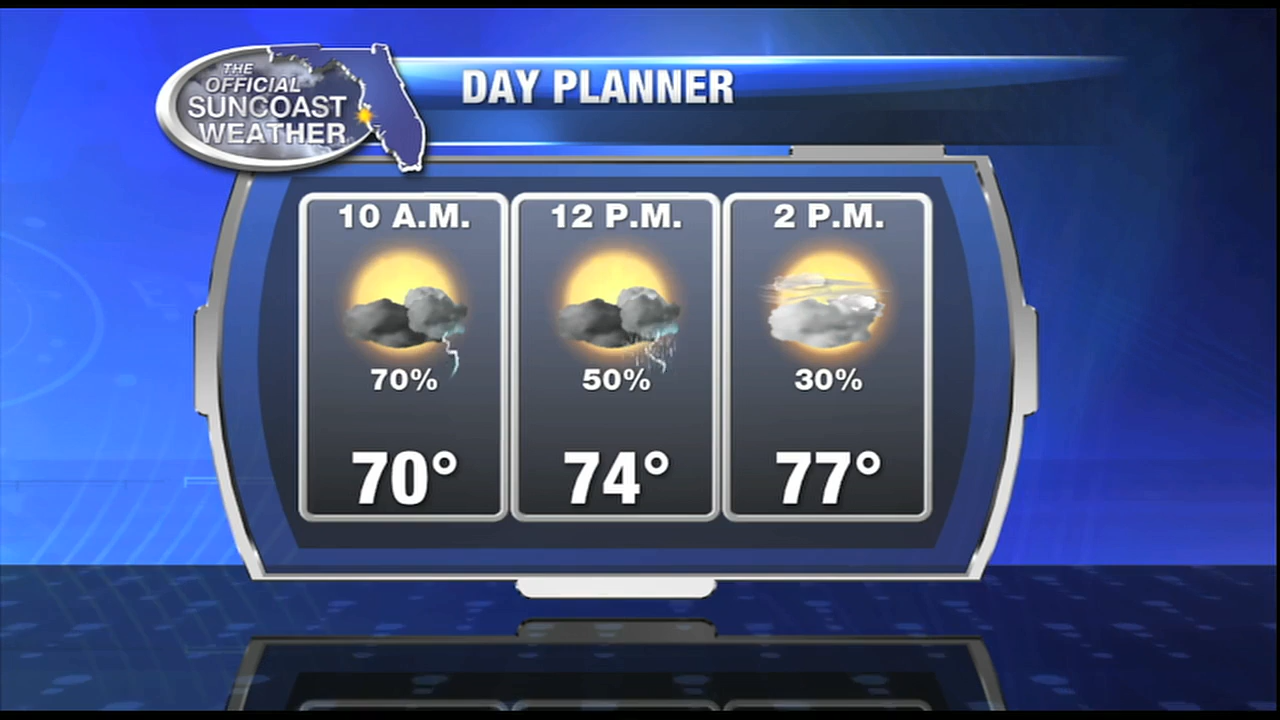 THE
OFFICIAL
SUNCOAST
WEATHER
DAY PLANNER
10 A.M.
70%
70°
12 P.M.
50%
74°
2 P.M.
30%
77°